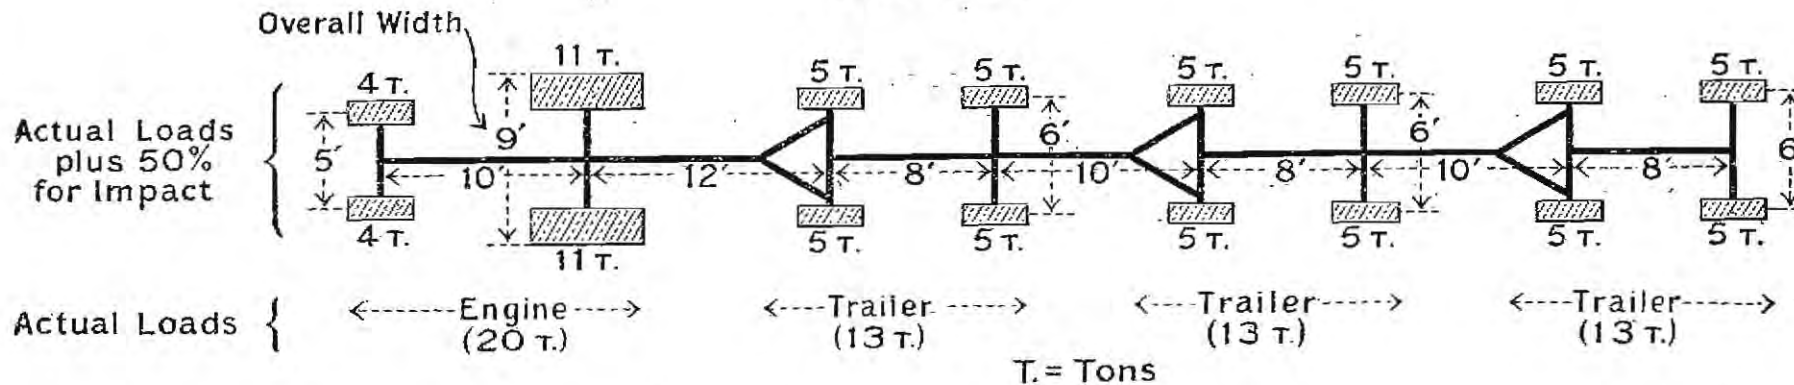 Overall Width
11 T.
4 T.
5 T.
5 T.
5 T.
5 T.
5 T.
5 T.
Actual Loads
plus 50%
for Impact
5'
9'
6'
6'
6
10'
12'
8'
10'
8'
10'
8'
4 T.
11 T.
5 T.
5 T.
5 T.
5 T.
5 T.
5 T.
Actual Loads
Engine
(20 T.)
Trailer
(13 T.)
Trailer
(13 T.)
Trailer
(13 T.)
T. = Tons